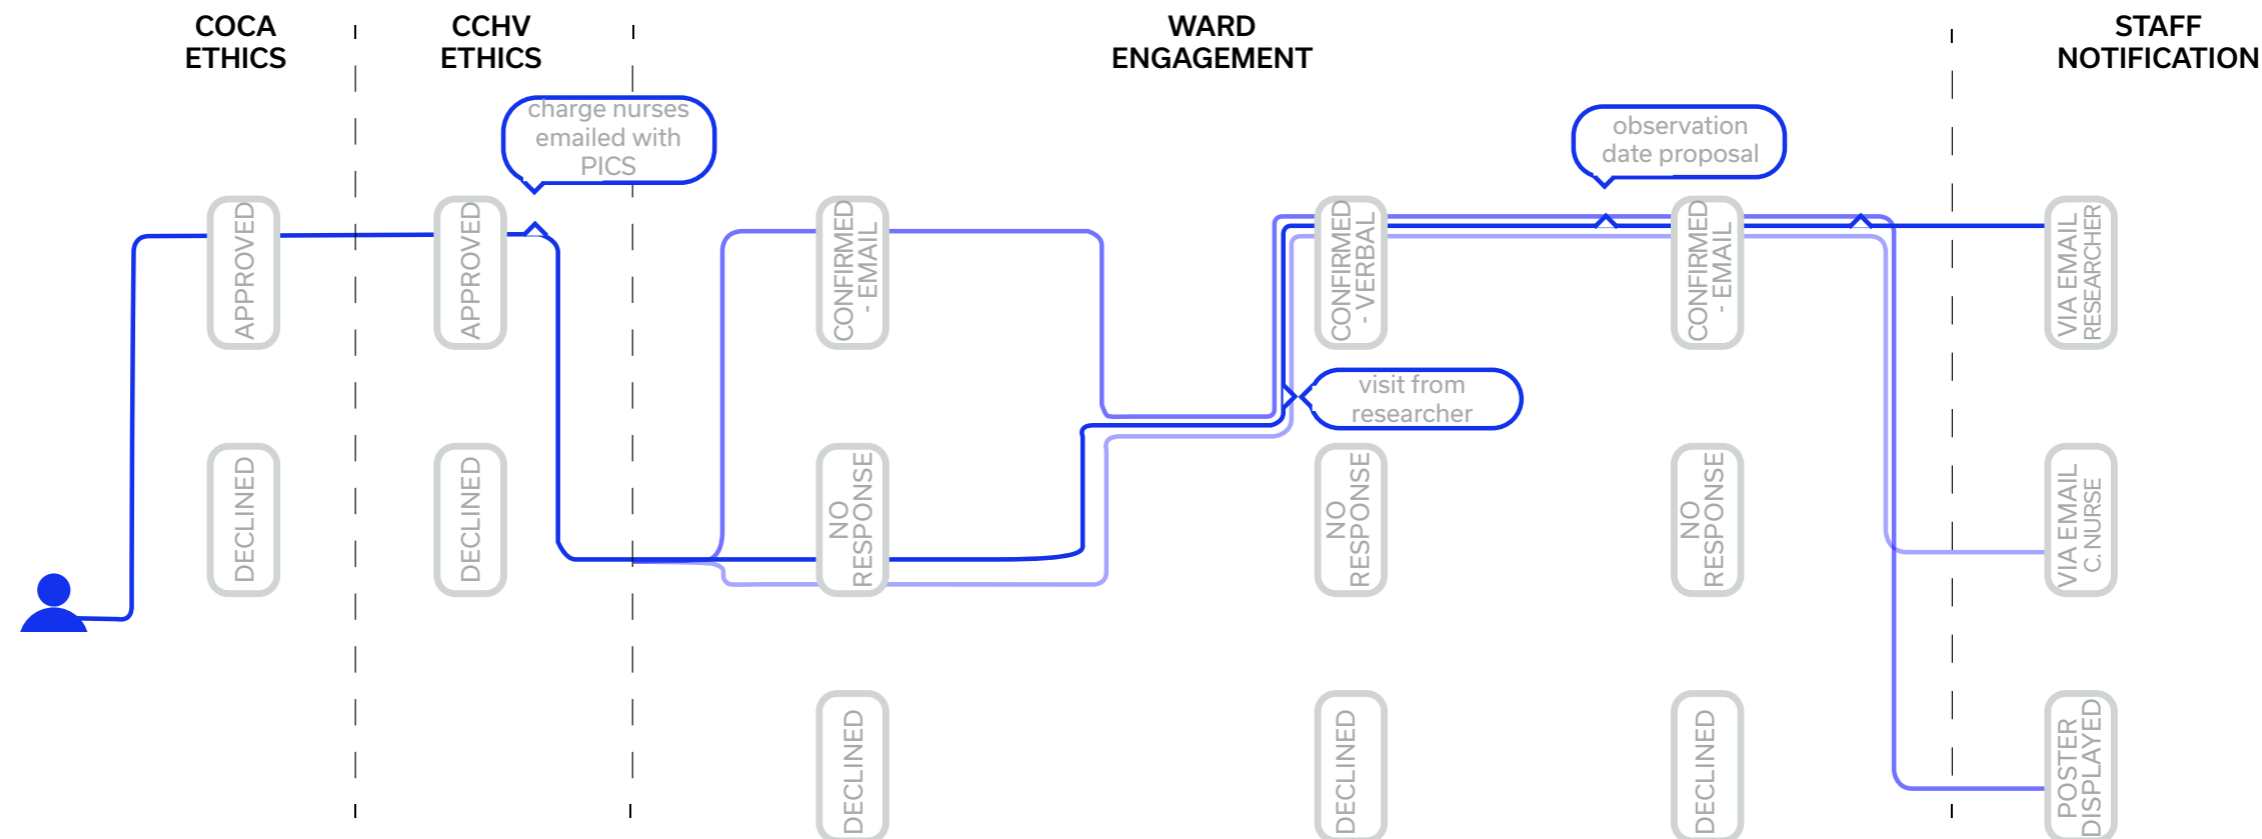 COCA
ETHICS
CCHV
ETHICS
WARD
ENGAGEMENT
STAFF
NOTIFICATION
charge nurses
emailed with
PICS
observation
date proposal
APPROVED
APPROVED
CONFIRMED
- EMAIL
CONFIRMED
- VERBAL
CONFIRMED
- EMAIL
VIA EMAIL
RESEARCHER
visit from
researcher
DECLINED
DECLINED
NO
RESPONSE
NO
RESPONSE
NO
RESPONSE
VIA EMAIL
C. NURSE
DECLINED
DECLINED
DECLINED
POSTER
DISPLAYED